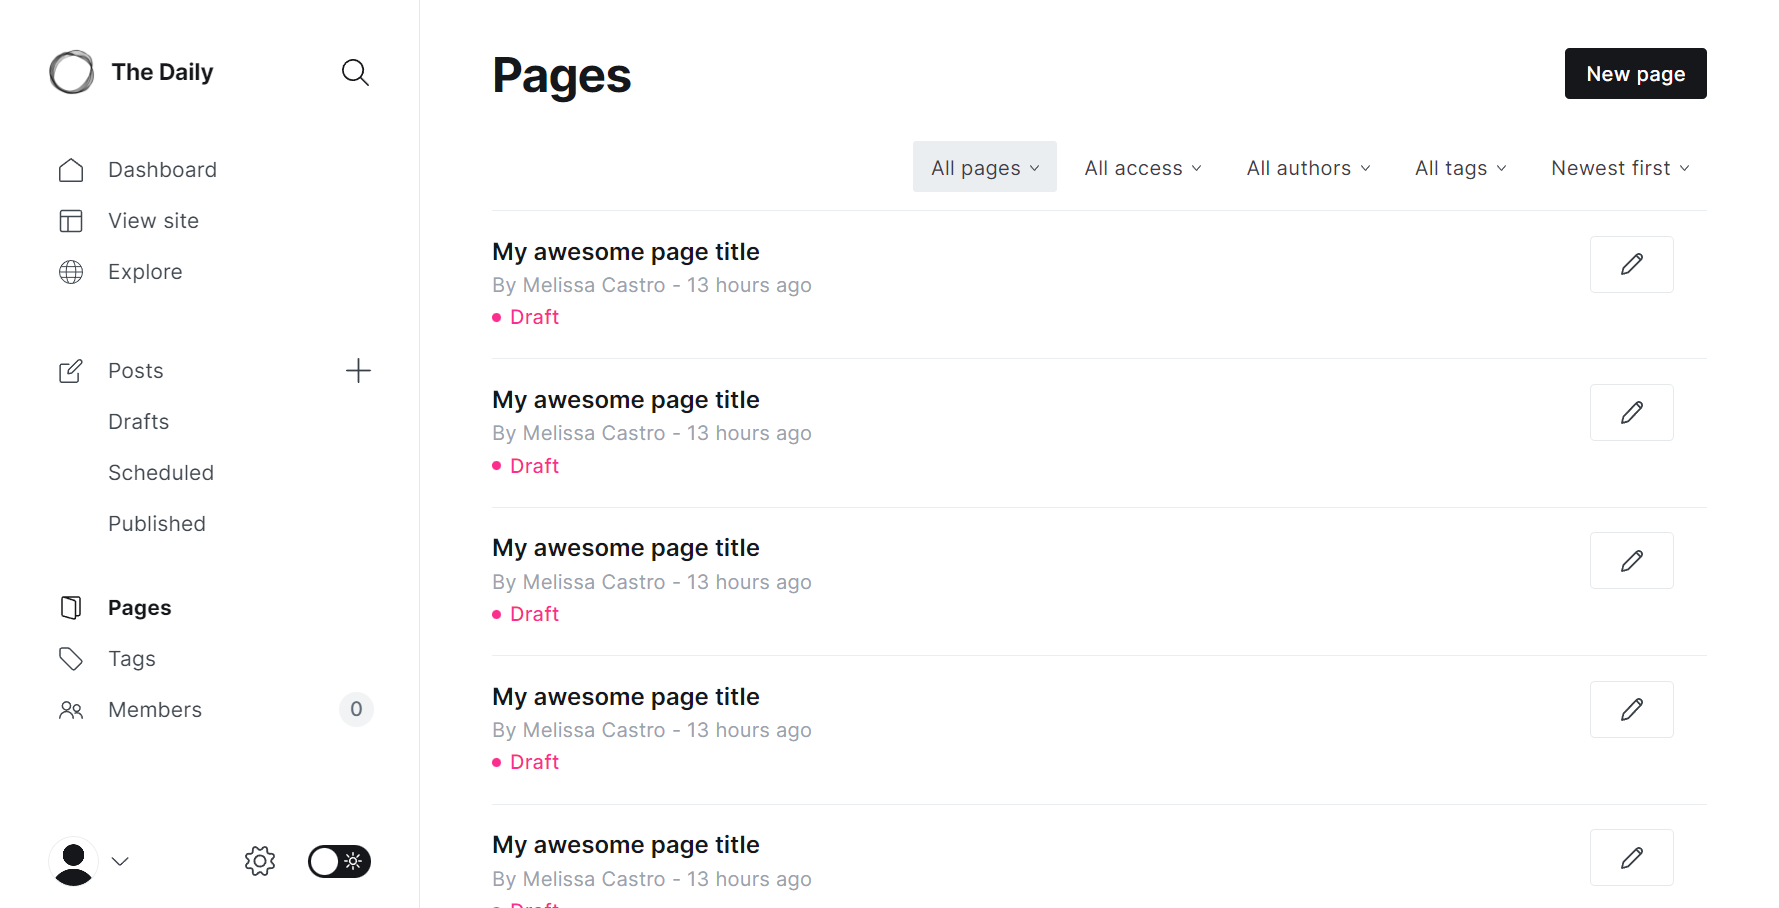 The Daily
Dashboard
View site
Explore
Posts
Drafts
Scheduled
Published
Pages
Tags
Members 0
Pages
New page
All pages All access All authors All tags Newest first
My awesome page title
By Melissa Castro - 13 hours ago
Draft
My awesome page title
By Melissa Castro - 13 hours ago
Draft
My awesome page title
By Melissa Castro - 13 hours ago
Draft
My awesome page title
By Melissa Castro - 13 hours ago
Draft
My awesome page title
By Melissa Castro - 13 hours ago
Draft